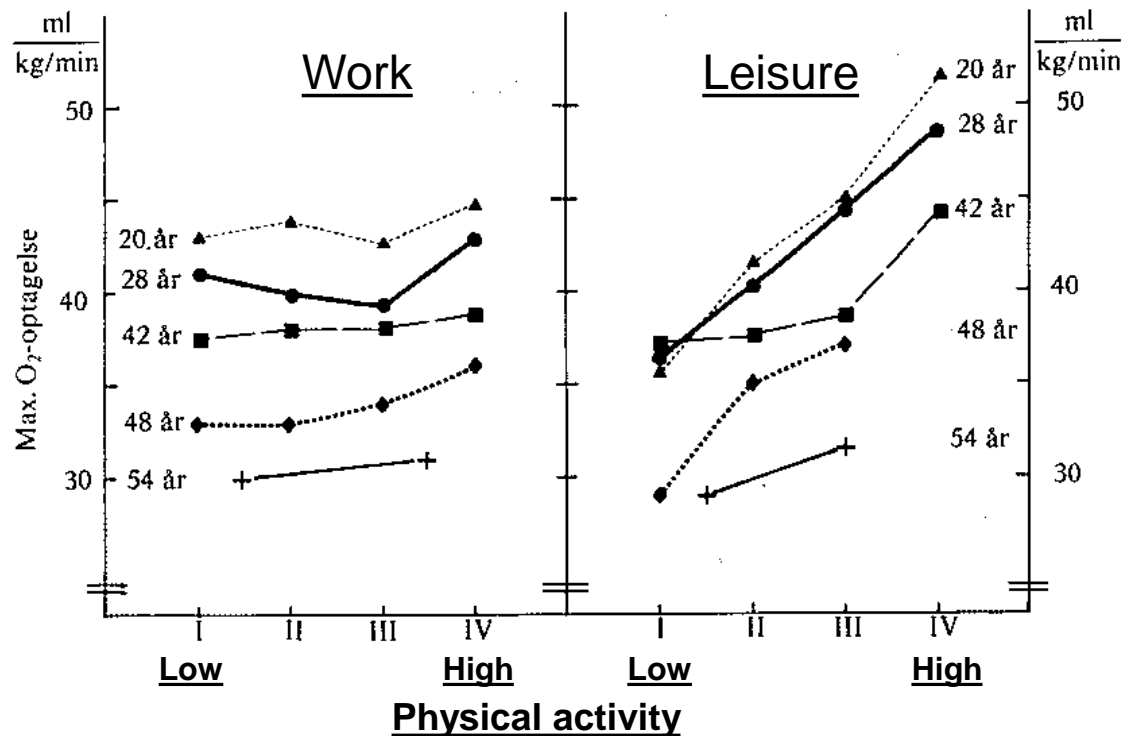 ml
kg/min
Work
Leisure
ml
kg/min
50
40
30
Max. O₂-optagelse
20 år
28 år
42 år
48 år
54 år
20 år
28 år
42 år
48 år
54 år
50
40
30
I II III IV
I II III IV
Low High
Low High
Physical activity